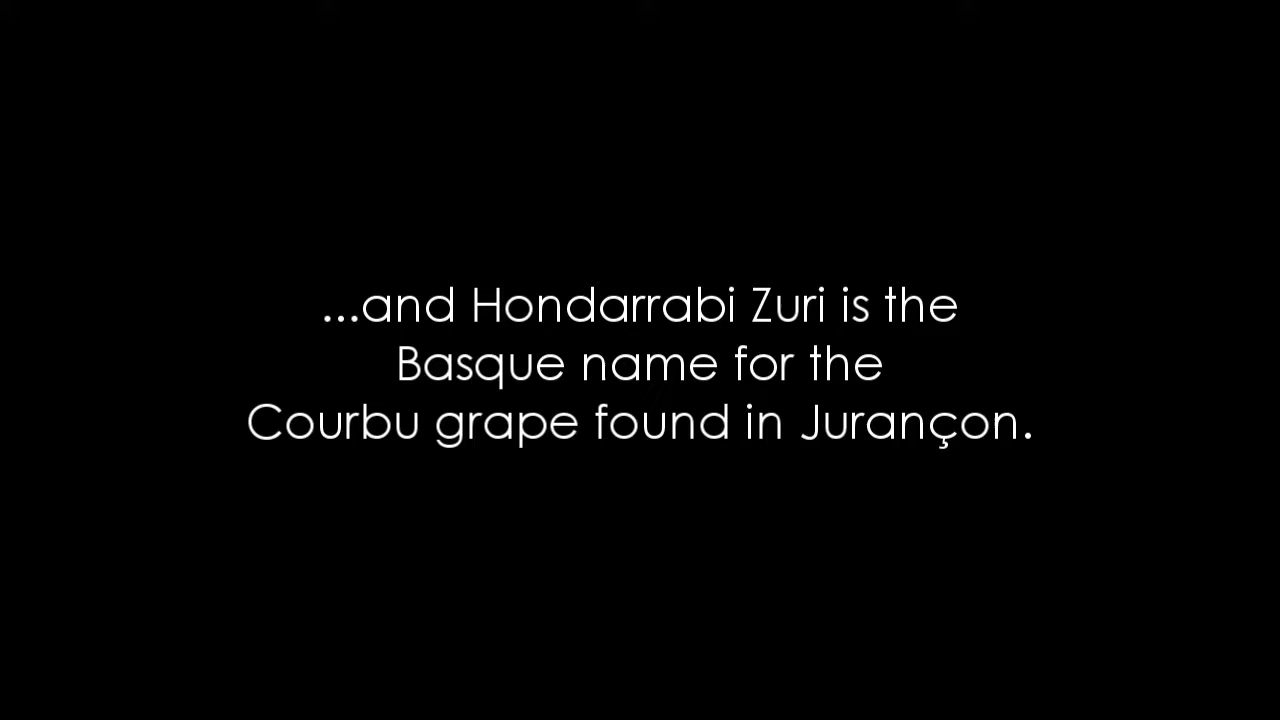 ...and Hondarrabi Zuri is the
Basque name for the
Courbu grape found in Jurançon.